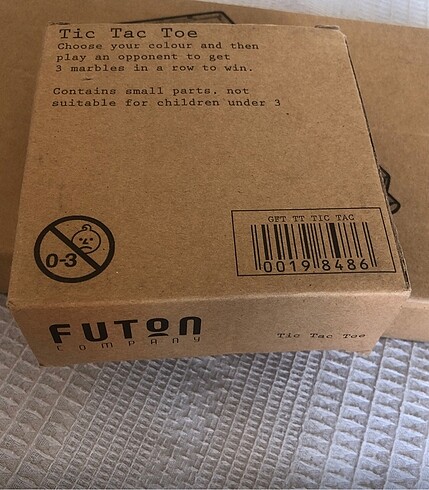 Tic Tac Toe
Choose your colour and then
play an opponent to get
3 marbles in a row to win.
Contains small parts. not
suitable for children under 3
GFT TT TIC TAC
00198486
0-3
FUTON
COMPANY
Tic Tac Toe